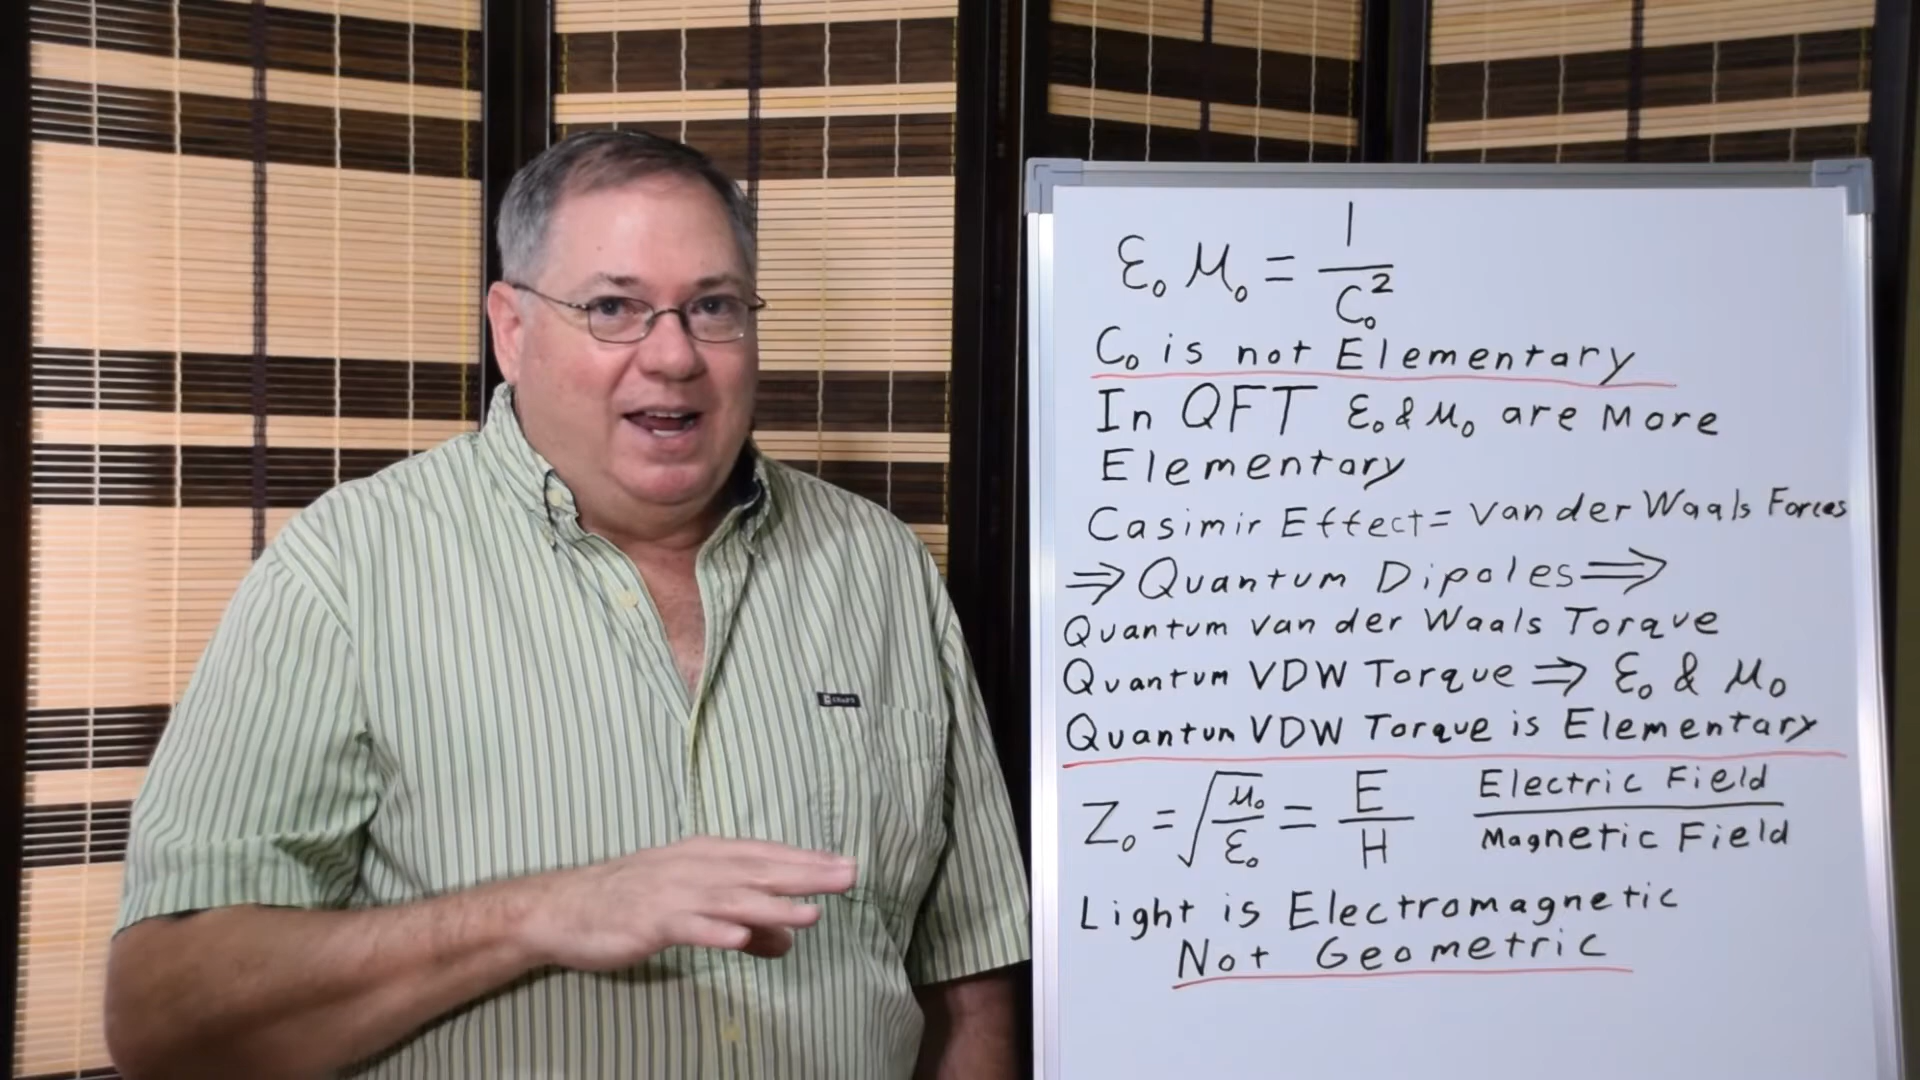 ε₀ μ₀ = 1/C₀²
C₀ is not Elementary
In QFT ε₀ & μ₀ are More
Elementary
Casimir Effect = van der Waals Forces
⇒ Quantum Dipoles ⇒
Quantum van der Waals Torque
Quantum VDW Torque ⇒ ε₀ & μ₀
Quantum VDW Torque is Elementary
Z₀ = √(μ₀/ε₀) = E/H Electric Field / Magnetic Field
Light is Electromagnetic
Not Geometric